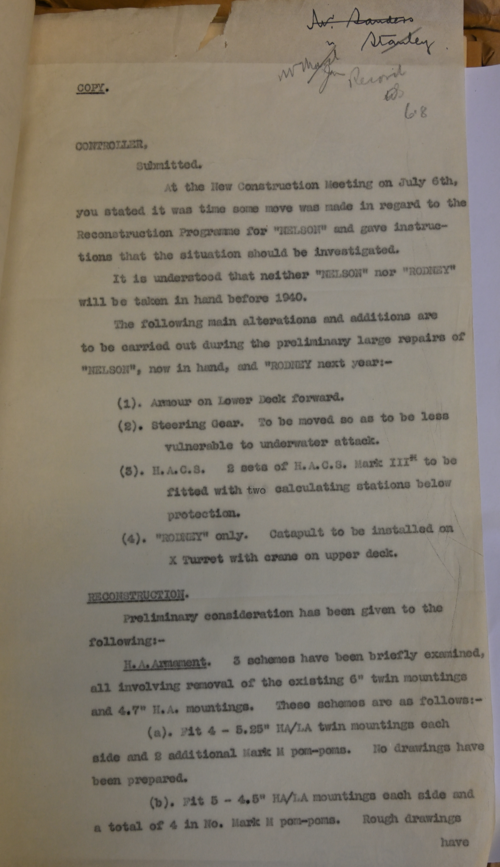 Mr. Sanders
Stanley.
Record
68
COPY.
CONTROLLER,
Submitted.
At the New Construction Meeting on July 6th,
you stated it was time some move was made in regard to the
Reconstruction Programme for "NELSON" and gave instruc-
tions that the situation should be investigated.
It is understood that neither "NELSON" nor "RODNEY"
will be taken in hand before 1940.
The following main alterations and additions are
to be carried out during the preliminary large repairs of
"NELSON", now in hand, and "RODNEY next year:-
(1). Armour on Lower Deck forward.
(2). Steering Gear. To be moved so as to be less
vulnerable to underwater attack.
(3). H.A.C.S. 2 sets of H.A.C.S. Mark III* to be
fitted with two calculating stations below
protection.
(4). "RODNEY" only. Catapult to be installed on
X Turret with crane on upper deck.
RECONSTRUCTION.
Preliminary consideration has been given to the
following:-
H.A.Armament. 3 schemes have been briefly examined,
all involving removal of the existing 6" twin mountings
and 4.7" H.A. mountings. These schemes are as follows:-
(a). Fit 4 - 5.25" HA/LA twin mountings each
side and 2 additional Mark M pom-poms. No drawings have
been prepared.
(b). Fit 5 - 4.5" HA/LA mountings each side and
a total of 4 in No. Mark M pom-poms. Rough drawings
have